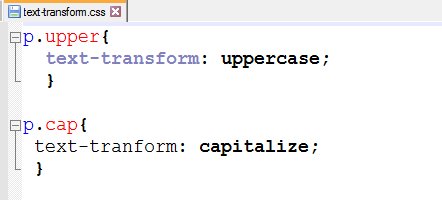 text-transform.css
p.upper{
text-transform: uppercase;
}
p.cap{
text-tranform: capitalize;
}